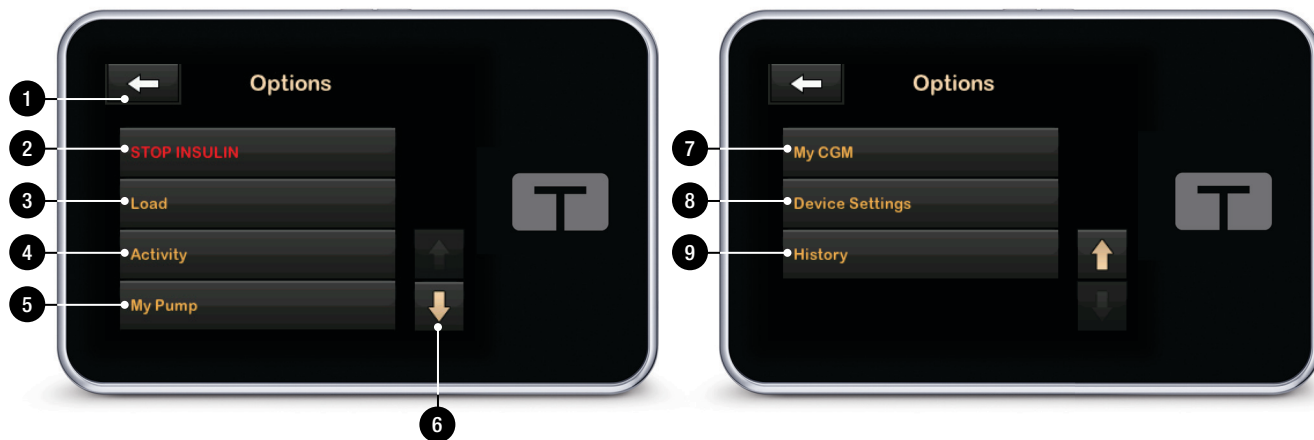 Options
1
2 STOP INSULIN
3 Load
4 Activity
5 My Pump
6
Options
7 My CGM
8 Device Settings
9 History